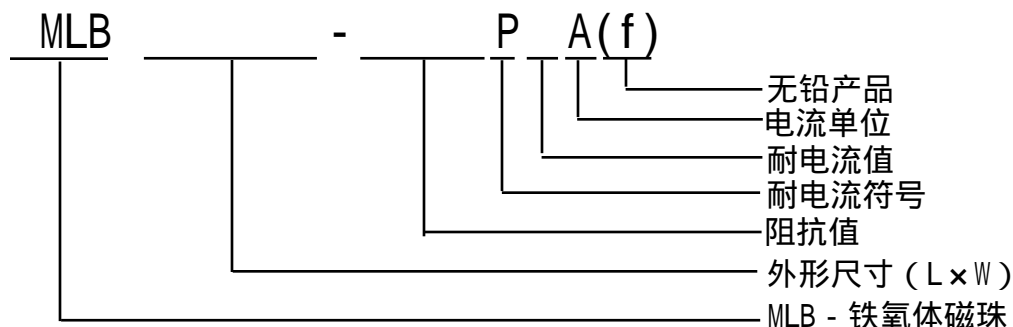 MLB - P A(f)
无铅产品
电流单位
耐电流值
耐电流符号
阻抗值
外形尺寸(L×W)
MLB-铁氧体磁珠